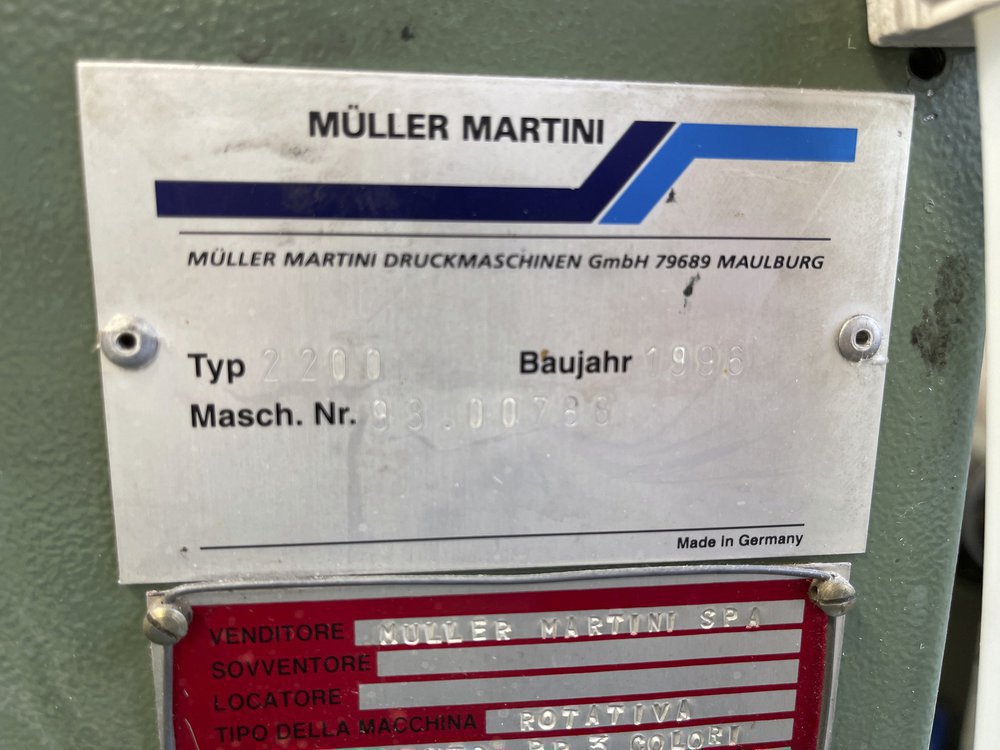 MÜLLER MARTINI
MÜLLER MARTINI DRUCKMASCHINEN GmbH 79689 MAULBURG
Typ 2200 Baujahr 1996
Masch. Nr.
Made in Germany
VENDITORE MULLER MARTINI SPA
SOVVENTORE
LOCATORE
TIPO DELLA MACCHINA ROTATIVA
COLORI